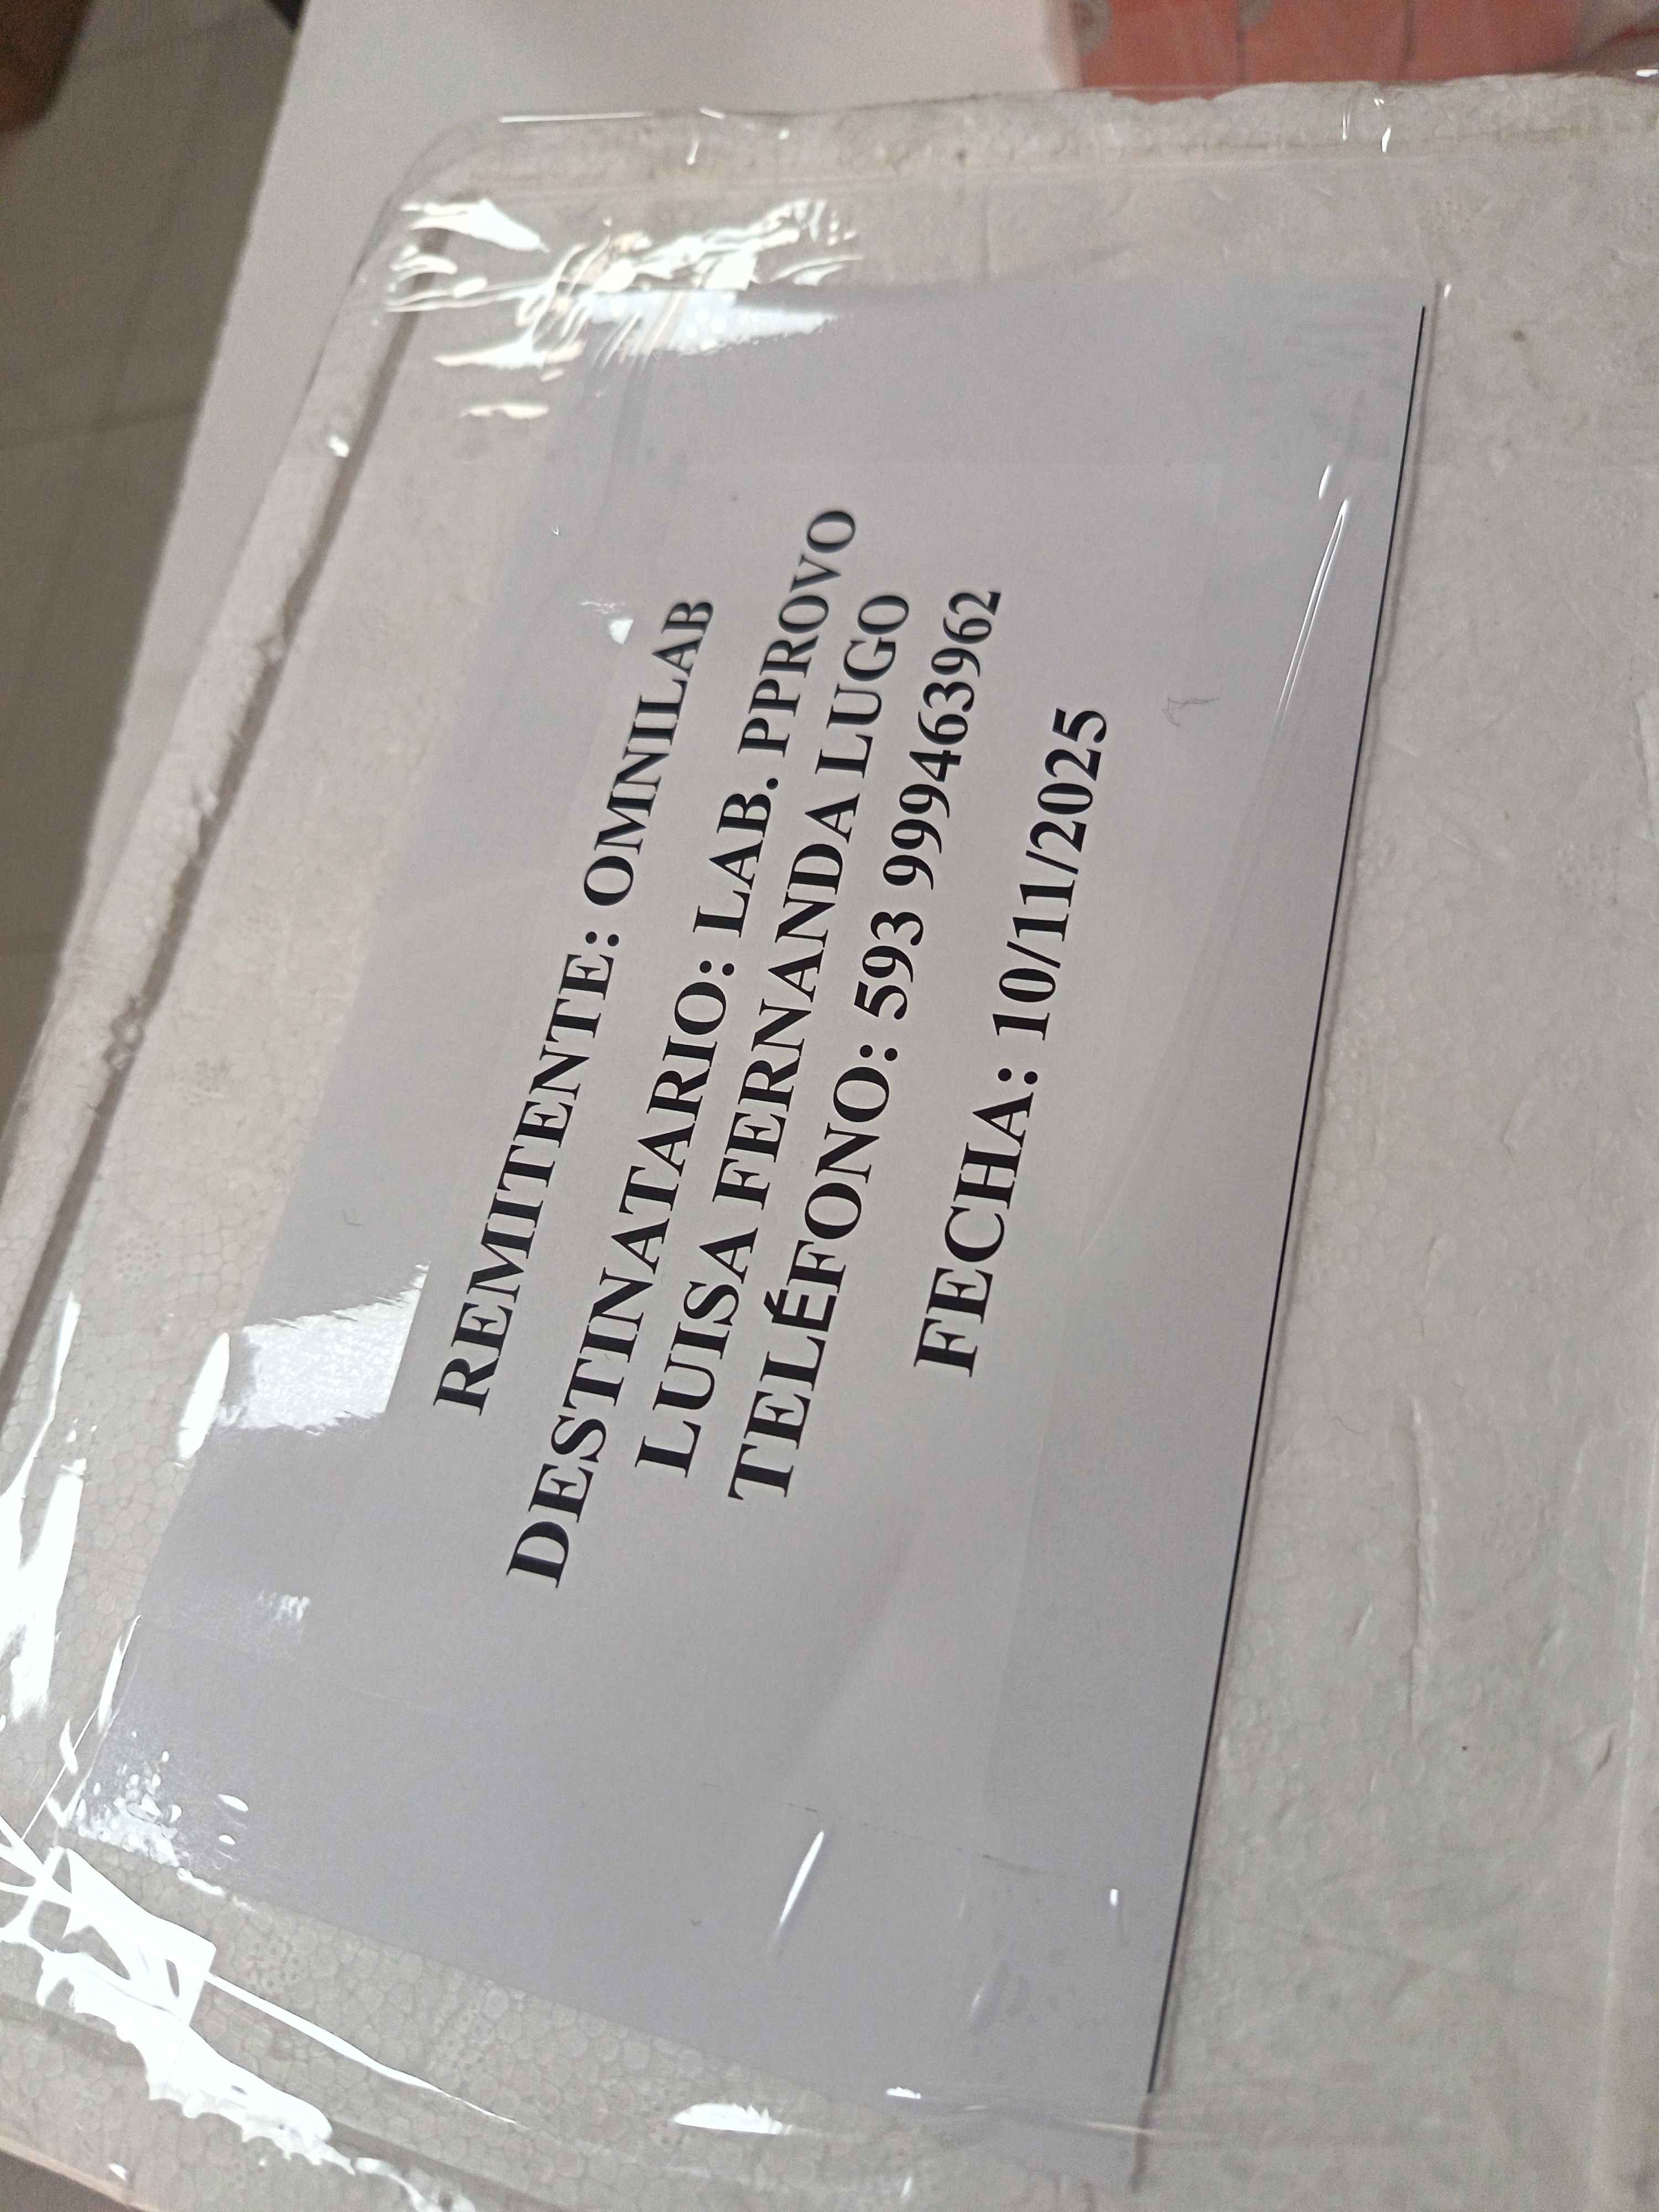 REMITENTE: OMNILAB
DESTINATARIO: LAB. PPROVO
LUISA FERNANDA LUGO
TELÉFONO: 593 999463962
FECHA: 10/11/2025